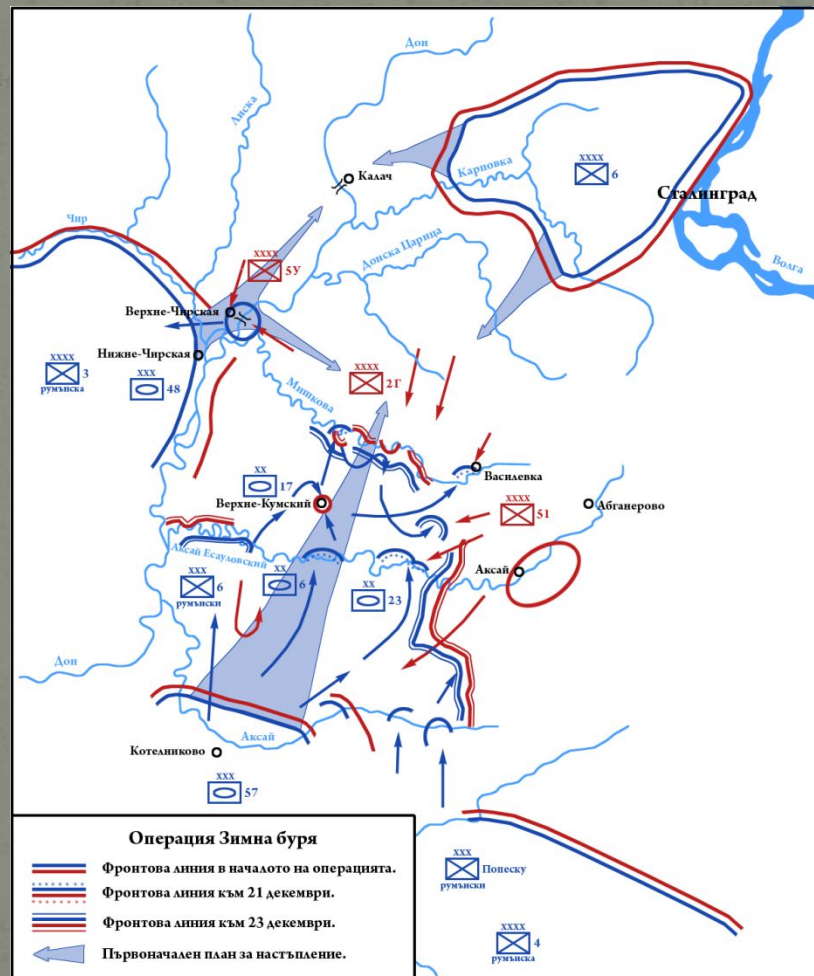 Дон
Лиска
Калач
Карповка
XXXX
6
Сталинград
Чир
Донска Царица
Волга
XXXX
5У
Верхне-Чирская
Нижне-Чирская
XXXX
3
румънска
XXX
48
XXXX
2Г
Мишкова
XX
17
Василевка
Верхне-Кумский
XXXX
51
Абганерово
Аксай Есауловский
Аксай
XXX
6
румънски
XX
6
XX
23
Дон
Аксай
Котелниково
XXX
57
XXX
Попеску
румънски
XXXX
4
румънска
Операция Зимна буря
Фронтова линия в началото на операцията.
Фронтова линия към 21 декември.
Фронтова линия към 23 декември.
Първоначален план за настъпление.